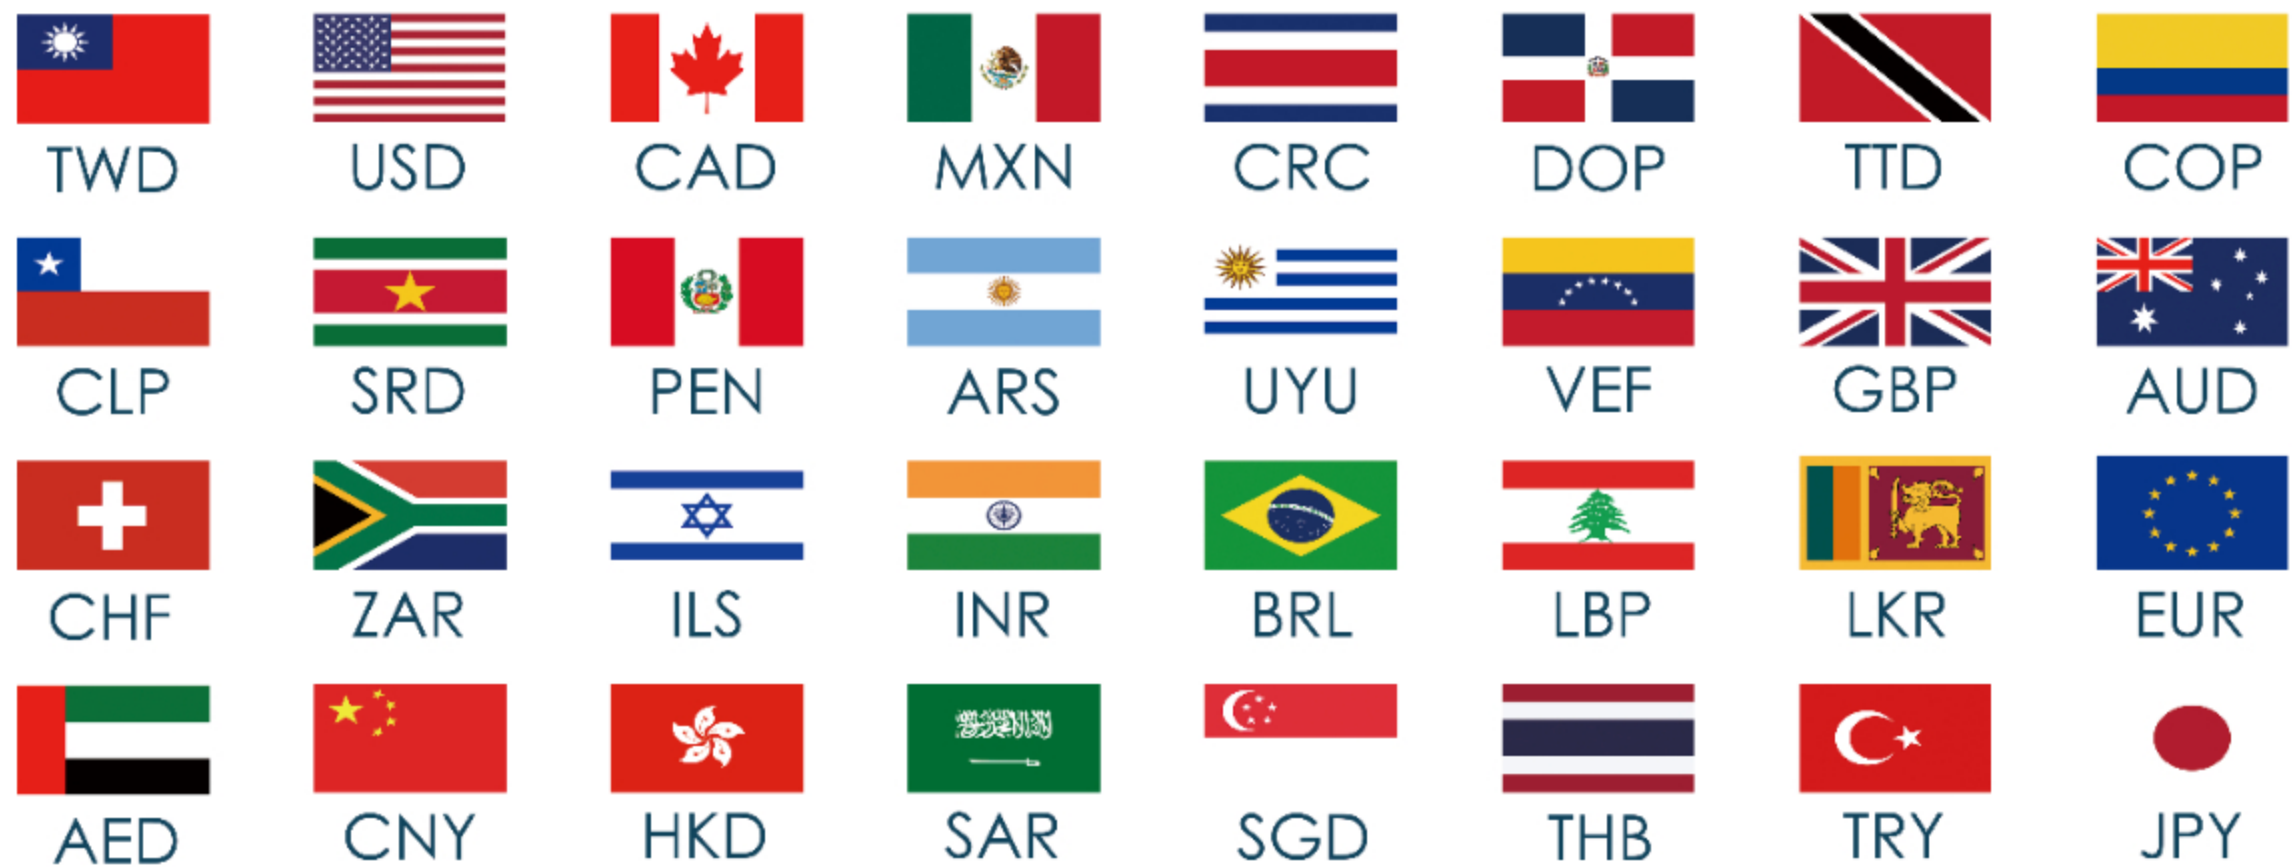 TWD USD CAD MXN CRC DOP TTD COP
CLP SRD PEN ARS UYU VEF GBP AUD
CHF ZAR ILS INR BRL LBP LKR EUR
AED CNY HKD SAR SGD THB TRY JPY